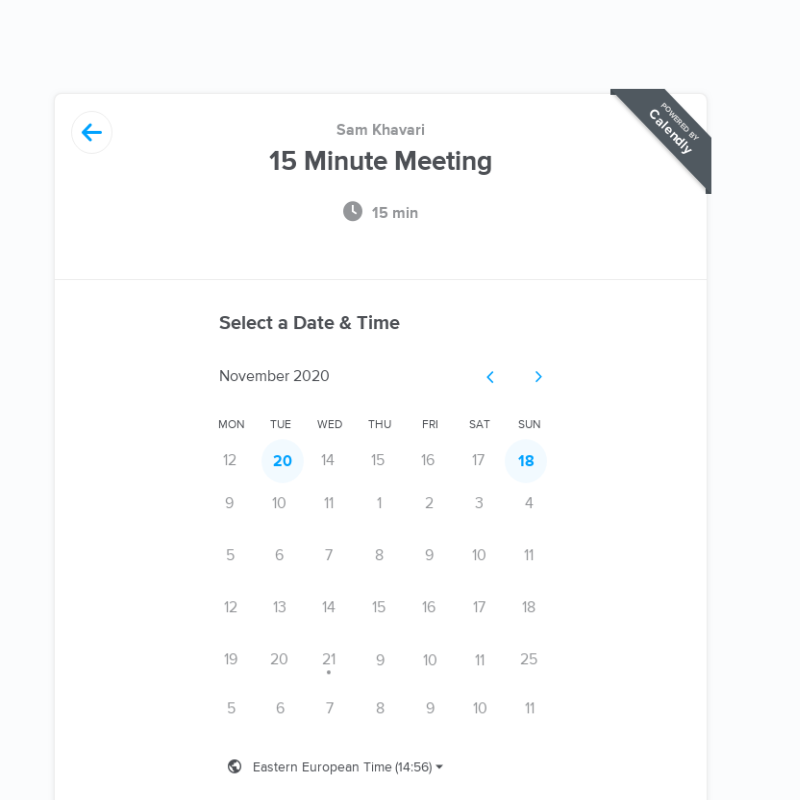 Sam Khavari
15 Minute Meeting
POWERED BY
Calendly
15 min
Select a Date & Time
November 2020
MON TUE WED THU FRI SAT SUN
12 20 14 15 16 17 18
9 10 11 1 2 3 4
5 6 7 8 9 10 11
12 13 14 15 16 17 18
19 20 21 9 10 11 25
5 6 7 8 9 10 11
Eastern European Time (14:56)